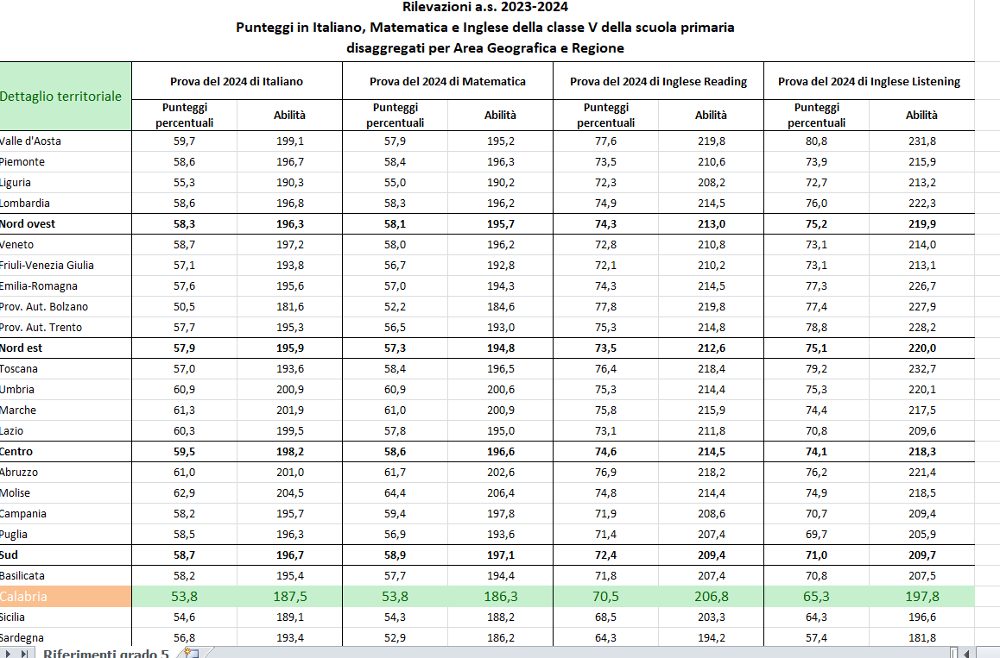 Rilevazioni a.s. 2023-2024
Punteggi in Italiano, Matematica e Inglese della classe V della scuola primaria
disaggregati per Area Geografica e Regione
Dettaglio territoriale Prova del 2024 di Italiano Prova del 2024 di Matematica Prova del 2024 di Inglese Reading Prova del 2024 di Inglese Listening
Punteggi percentuali Abilità Punteggi percentuali Abilità Punteggi percentuali Abilità Punteggi percentuali Abilità
Valle d'Aosta 59,7 199,1 57,9 195,2 77,6 219,8 80,8 231,8
Piemonte 58,6 196,7 58,4 196,3 73,5 210,6 73,9 215,9
Liguria 55,3 190,3 55,0 190,2 72,3 208,2 72,7 213,2
Lombardia 58,6 196,8 58,3 196,2 74,9 214,5 76,0 222,3
Nord ovest 58,3 196,3 58,1 195,7 74,3 213,0 75,2 219,9
Veneto 58,7 197,2 58,0 196,2 72,8 210,8 73,1 214,0
Friuli-Venezia Giulia 57,1 193,8 56,7 192,8 72,1 210,2 73,1 213,1
Emilia-Romagna 57,6 195,6 57,0 194,3 74,3 214,5 77,3 226,7
Prov. Aut. Bolzano 50,5 181,6 52,2 184,6 77,8 219,8 77,4 227,9
Prov. Aut. Trento 57,7 195,3 56,5 193,0 75,3 214,8 78,8 228,2
Nord est 57,9 195,9 57,3 194,8 73,5 212,6 75,1 220,0
Toscana 57,0 193,6 58,4 196,5 76,4 218,4 79,2 232,7
Umbria 60,9 200,9 60,9 200,6 75,3 214,4 75,3 220,1
Marche 61,3 201,9 61,0 200,9 75,8 215,9 74,4 217,5
Lazio 60,3 199,5 57,8 195,0 73,1 211,8 70,8 209,6
Centro 59,5 198,2 58,6 196,6 74,6 214,5 74,1 218,3
Abruzzo 61,0 201,0 61,7 202,6 76,9 218,2 76,2 221,4
Molise 62,9 204,5 64,4 206,4 74,8 214,4 74,9 218,5
Campania 58,2 195,7 59,4 197,8 71,9 208,6 70,7 209,4
Puglia 58,5 196,3 56,9 193,6 71,4 207,4 69,7 205,9
Sud 58,7 196,7 58,9 197,1 72,4 209,4 71,0 209,7
Basilicata 58,2 195,4 57,7 194,4 71,8 207,4 70,8 207,5
Calabria 53,8 187,5 53,8 186,3 70,5 206,8 65,3 197,8
Sicilia 54,6 189,1 54,3 188,2 68,5 203,3 64,3 196,6
Sardegna 56,8 193,4 52,9 186,2 64,3 194,2 57,4 181,8
Riferimenti grado 5